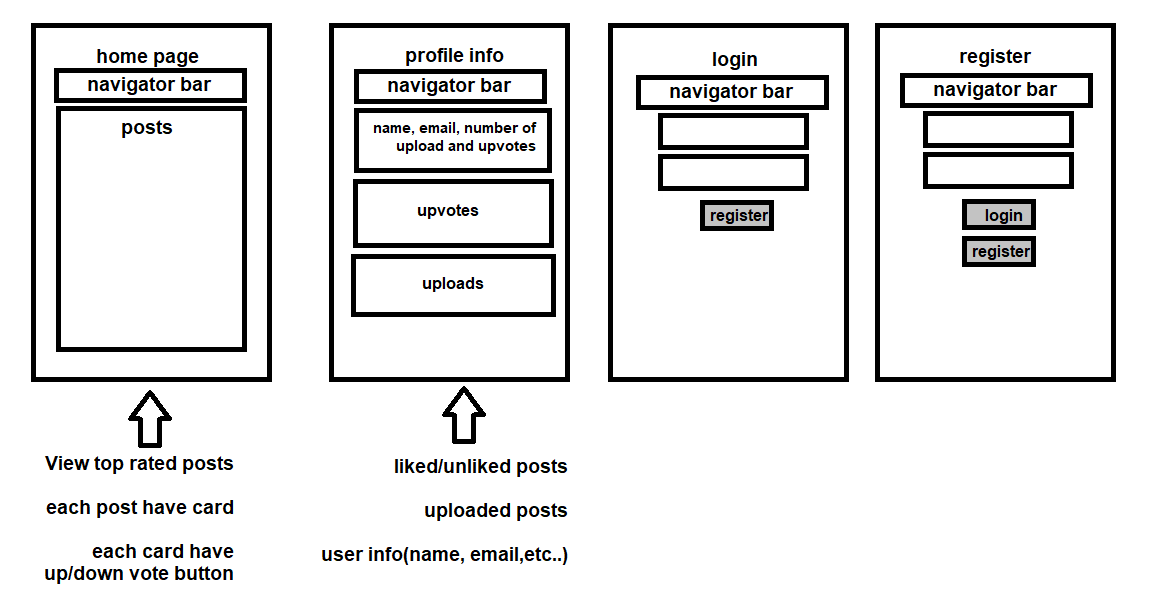 home page
navigator bar
posts
View top rated posts
each post have card
each card have
up/down vote button
profile info
navigator bar
name, email, number of
upload and upvotes
upvotes
uploads
liked/unliked posts
uploaded posts
user info(name, email,etc..)
login
navigator bar
register
register
navigator bar
login
register